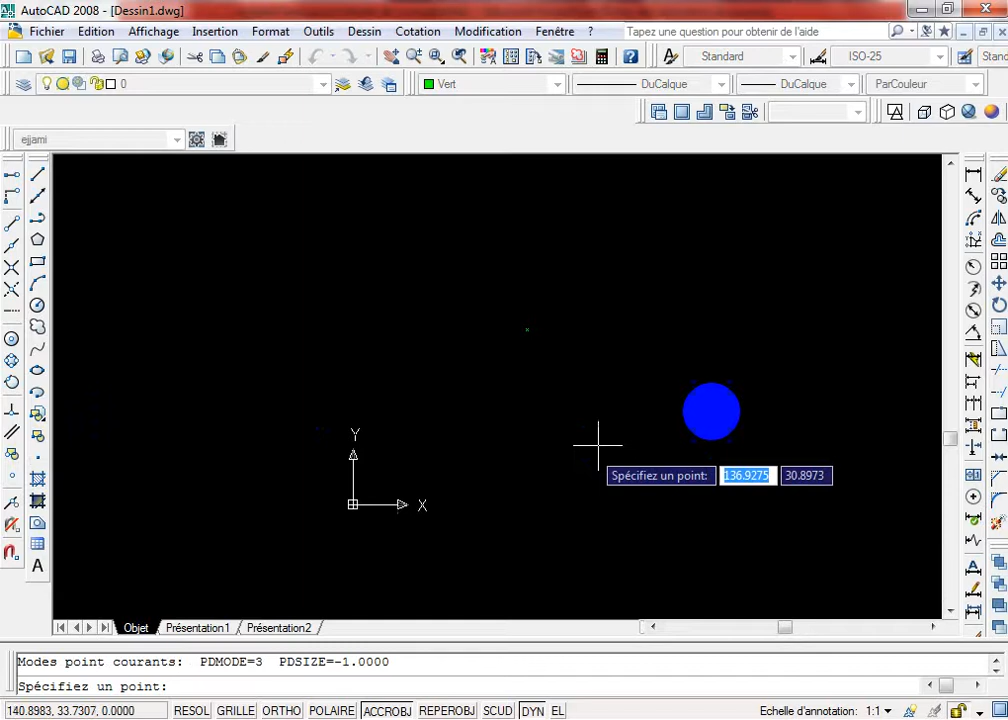 AutoCAD 2008 - [Dessin1.dwg]
Fichier Edition Affichage Insertion Format Outils Dessin Cotation Modification Fenêtre ? Tapez une question pour obtenir de l'aide
Standard ISO-25 Stand
0 Vert DuCalque DuCalque ParCouleur
ejjami
A
Y
Spécifiez un point: 136.9275 30.8973
X
Objet Présentation1 Présentation2
Modes point courants: PDMODE=3 PDSIZE=-1.0000
Spécifiez un point:
140.8983, 33.7307, 0.0000 RESOL GRILLE ORTHO POLAIRE ACCROBJ REPEROBJ SCUD DYN EL Echelle d'annotation: 1:1